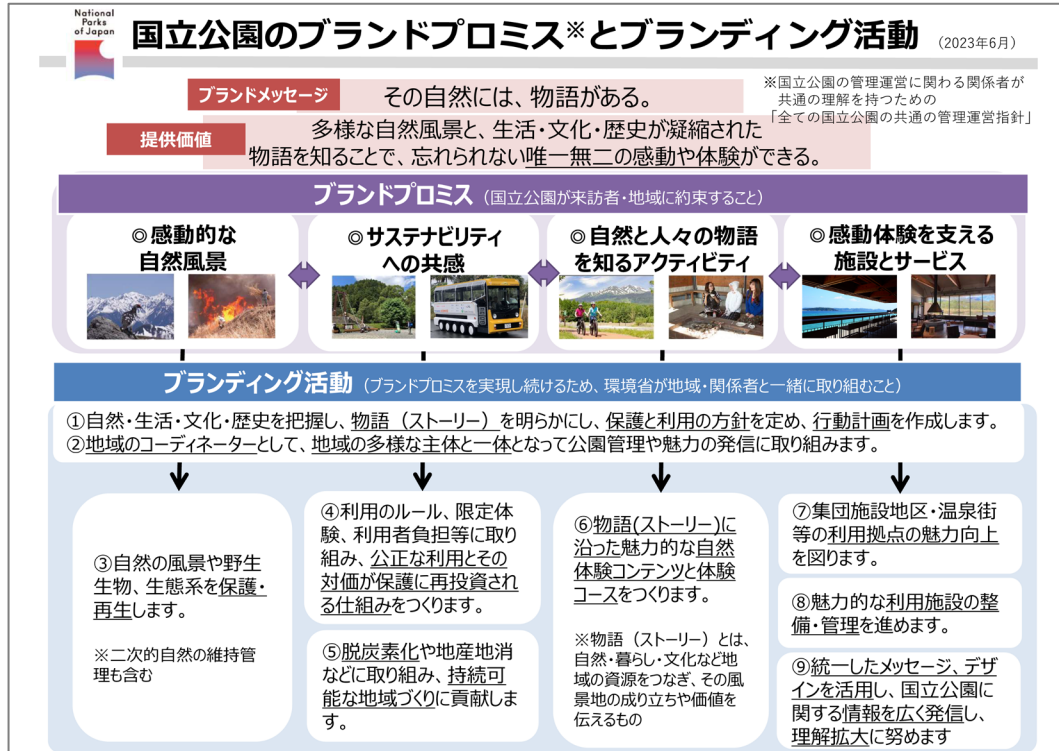 National
Parks
of Japan
国立公園のブランドプロミス※とブランディング活動 (2023年6月)
※国立公園の管理運営に関わる関係者が
共通の理解を持つための
「全ての国立公園の共通の管理運営指針」
ブランドメッセージ
その自然には、物語がある。
提供価値
多様な自然風景と、生活・文化・歴史が凝縮された
物語を知ることで、忘れられない唯一無二の感動や体験ができる。
ブランドプロミス (国立公園が来訪者・地域に約束すること)
◎感動的な
自然風景
◎サステナビリティ
への共感
◎自然と人々の物語
を知るアクティビティ
◎感動体験を支える
施設とサービス
ブランディング活動 (ブランドプロミスを実現し続けるため、環境省が地域・関係者と一緒に取り組むこと)
①自然・生活・文化・歴史を把握し、物語（ストーリー）を明らかにし、保護と利用の方針を定め、行動計画を作成します。
②地域のコーディネーターとして、地域の多様な主体と一体となって公園管理や魅力の発信に取り組みます。
③自然の風景や野生
生物、生態系を保護・
再生します。
※二次的自然の維持管
理も含む
④利用のルール、限定体
験、利用者負担等に取り
組み、公正な利用とその
対価が保護に再投資され
る仕組みをつくります。
⑤脱炭素化や地産地消
などに取り組み、持続可
能な地域づくりに貢献しま
す。
⑥物語(ストーリー)に
沿った魅力的な自然
体験コンテンツと体験
コースをつくります。
※物語（ストーリー）とは、
自然・暮らし・文化など地
域の資源をつなぎ、その風
景地の成り立ちや価値を
伝えるもの
⑦集団施設地区・温泉街
等の利用拠点の魅力向上
を図ります。
⑧魅力的な利用施設の整
備・管理を進めます。
⑨統一したメッセージ、デザ
インを活用し、国立公園に
関する情報を広く発信し、
理解拡大に努めます